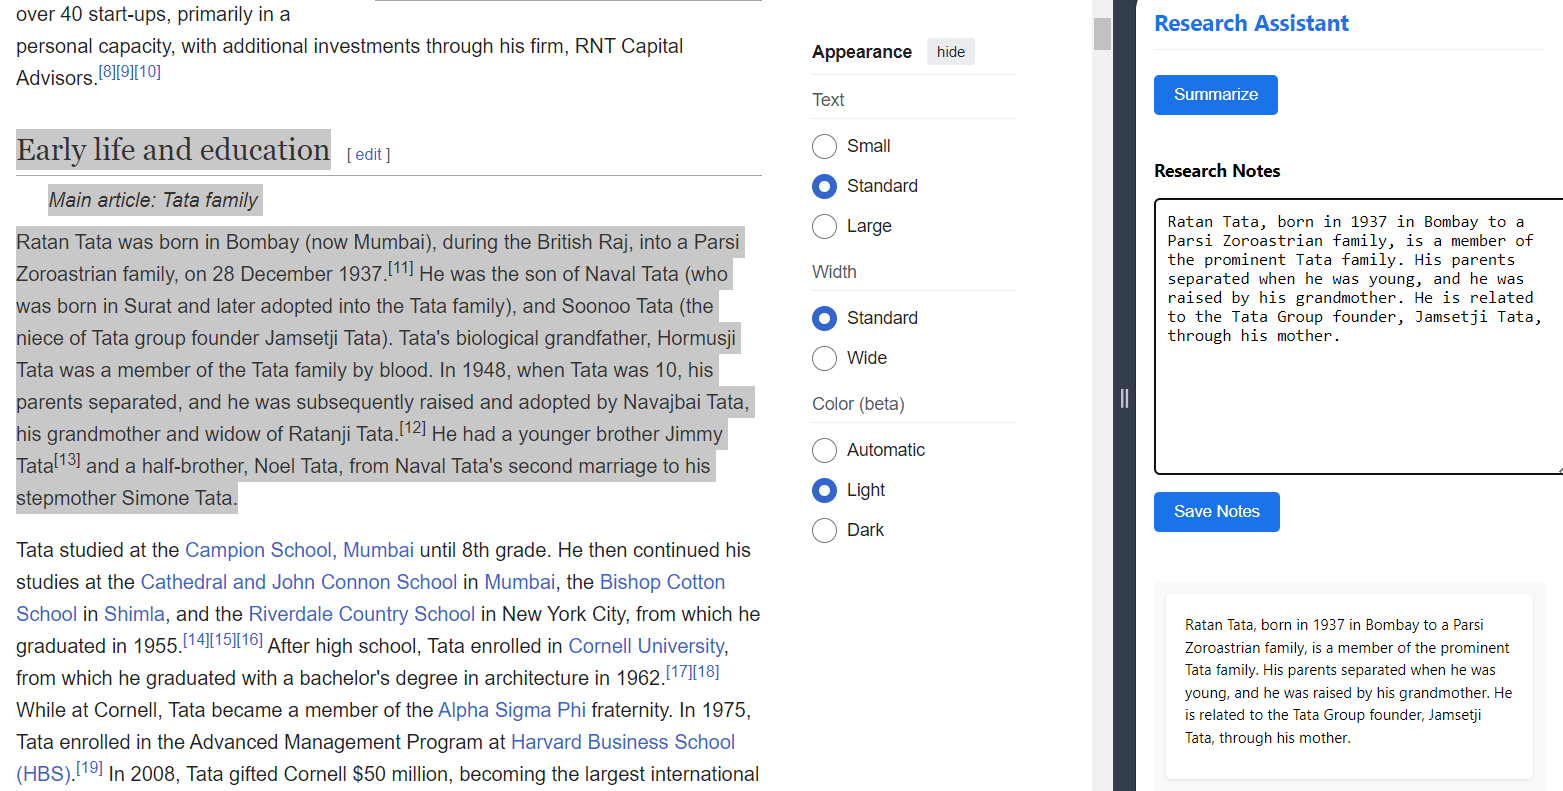 over 40 start-ups, primarily in a
personal capacity, with additional investments through his firm, RNT Capital
Advisors.[8][9][10]
Early life and education [ edit ]
Main article: Tata family
Ratan Tata was born in Bombay (now Mumbai), during the British Raj, into a Parsi
Zoroastrian family, on 28 December 1937.[11] He was the son of Naval Tata (who
was born in Surat and later adopted into the Tata family), and Soonoo Tata (the
niece of Tata group founder Jamsetji Tata). Tata's biological grandfather, Hormusji
Tata was a member of the Tata family by blood. In 1948, when Tata was 10, his
parents separated, and he was subsequently raised and adopted by Navajbai Tata,
his grandmother and widow of Ratanji Tata.[12] He had a younger brother Jimmy
Tata[13] and a half-brother, Noel Tata, from Naval Tata's second marriage to his
stepmother Simone Tata.
Tata studied at the Campion School, Mumbai until 8th grade. He then continued his
studies at the Cathedral and John Connon School in Mumbai, the Bishop Cotton
School in Shimla, and the Riverdale Country School in New York City, from which he
graduated in 1955.[14][15][16] After high school, Tata enrolled in Cornell University,
from which he graduated with a bachelor's degree in architecture in 1962.[17][18]
While at Cornell, Tata became a member of the Alpha Sigma Phi fraternity. In 1975,
Tata enrolled in the Advanced Management Program at Harvard Business School
(HBS).[19] In 2008, Tata gifted Cornell $50 million, becoming the largest international
Appearance hide
Text
Small
Standard
Large
Width
Standard
Wide
Color (beta)
Automatic
Light
Dark
Research Assistant
Summarize
Research Notes
Ratan Tata, born in 1937 in Bombay to a
Parsi Zoroastrian family, is a member of
the prominent Tata family. His parents
separated when he was young, and he was
raised by his grandmother. He is related
to the Tata Group founder, Jamsetji Tata,
through his mother.
Save Notes
Ratan Tata, born in 1937 in Bombay to a Parsi
Zoroastrian family, is a member of the prominent
Tata family. His parents separated when he was
young, and he was raised by his grandmother. He
is related to the Tata Group founder, Jamsetji
Tata, through his mother.